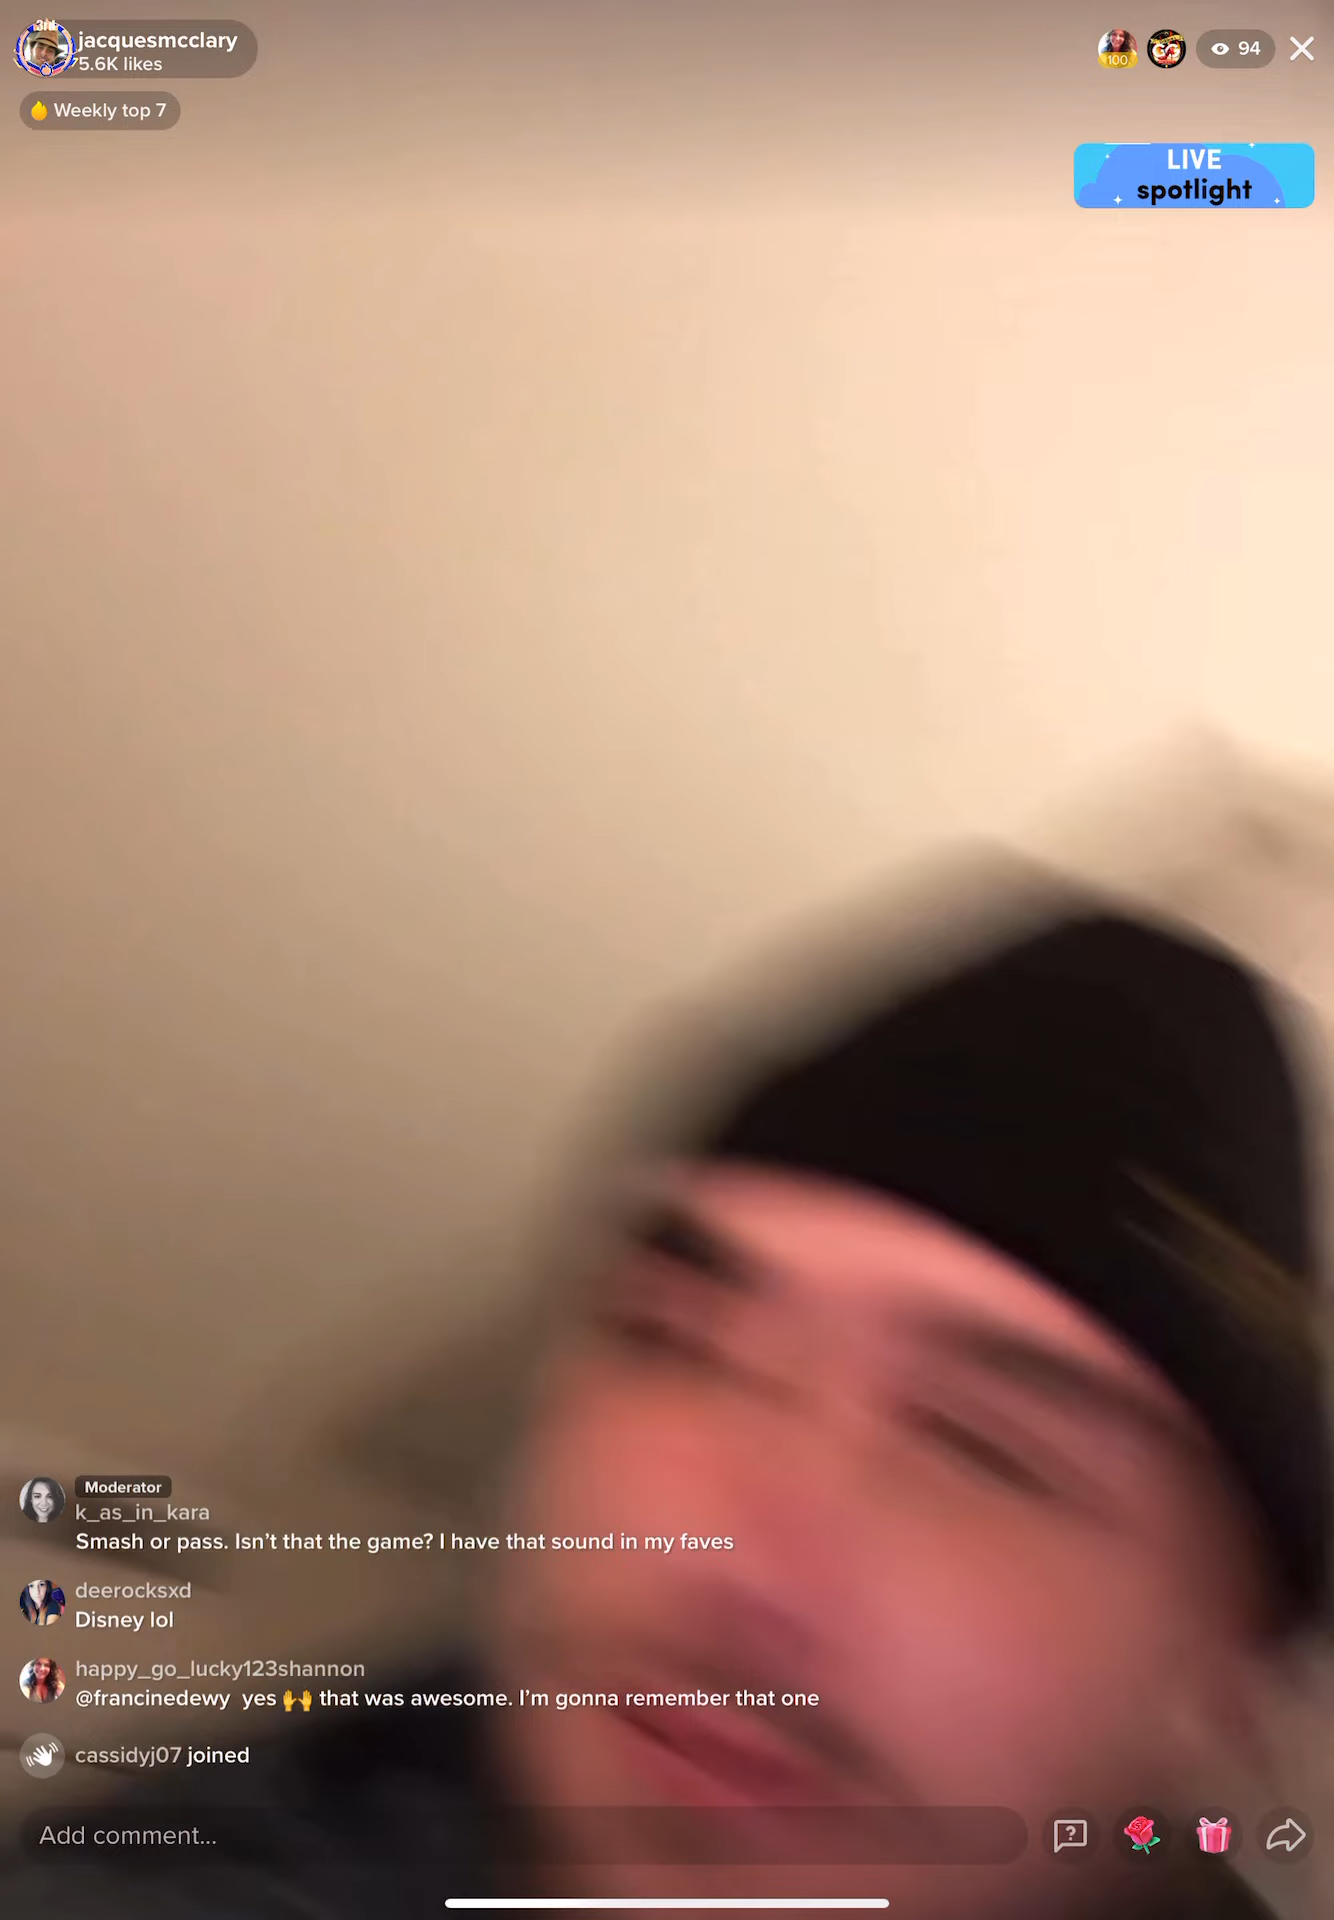 3rd
jacquesmcclary
5.6K likes
100
94
Weekly top 7
LIVE
spotlight
Moderator
k_as_in_kara
Smash or pass. Isn’t that the game? I have that sound in my faves
deerocksxd
Disney lol
happy_go_lucky123shannon
@francinedewy yes 🙌 that was awesome. I’m gonna remember that one
cassidyj07 joined
Add comment...